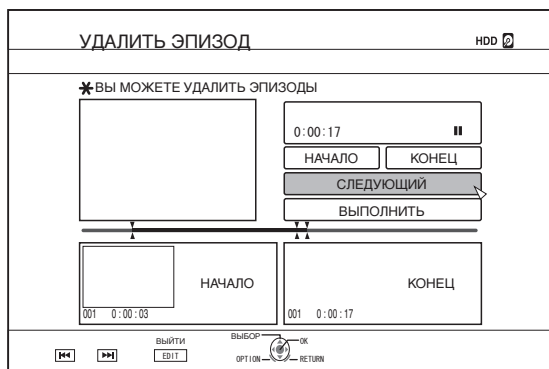 УДАЛИТЬ ЭПИЗОД
HDD
ВЫ МОЖЕТЕ УДАЛИТЬ ЭПИЗОДЫ
0:00:17
НАЧАЛО КОНЕЦ
СЛЕДУЮЩИЙ
ВЫПОЛНИТЬ
НАЧАЛО
001 0:00:03
КОНЕЦ
001 0:00:17
ВЫЙТИ
EDIT
ВЫБОР
OK
OPTION
RETURN